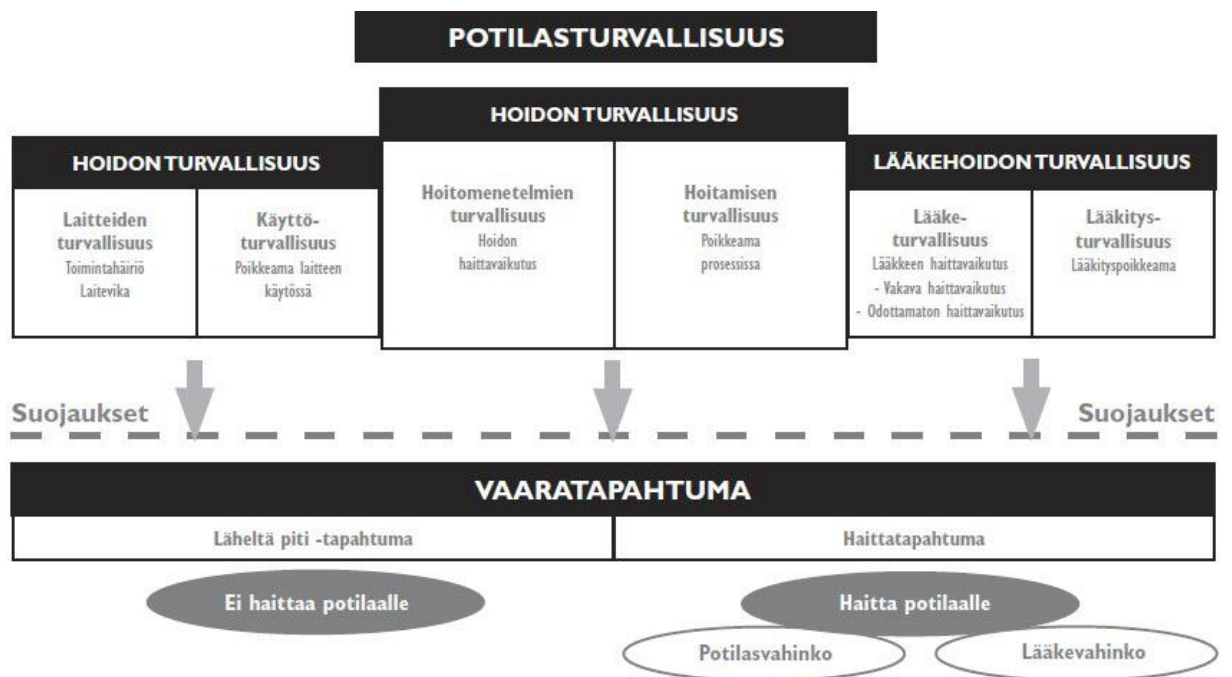 POTILASTURVALLISUUS
HOIDON TURVALLISUUS
Laitteiden
turvallisuus
Toimintahäiriö
Laitevika
Käyttö-
turvallisuus
Poikkeama laitteen
käytössä
HOIDON TURVALLISUUS
Hoitomenetelmien
turvallisuus
Hoidon
haittavaikutus
Hoitamisen
turvallisuus
Poikkeama
prosessissa
LÄÄKEHOIDON TURVALLISUUS
Lääke-
turvallisuus
Lääkkeen haittavaikutus
- Vakava haittavaikutus
- Odottamaton haittavaikutus
Lääkitys-
turvallisuus
Lääkityspoikkeama
Suojaukset
Suojaukset
VAARATAPAHTUMA
Läheltä piti -tapahtuma
Haittatapahtuma
Ei haittaa potilaalle
Haitta potilaalle
Potilasvahinko
Lääkevahinko